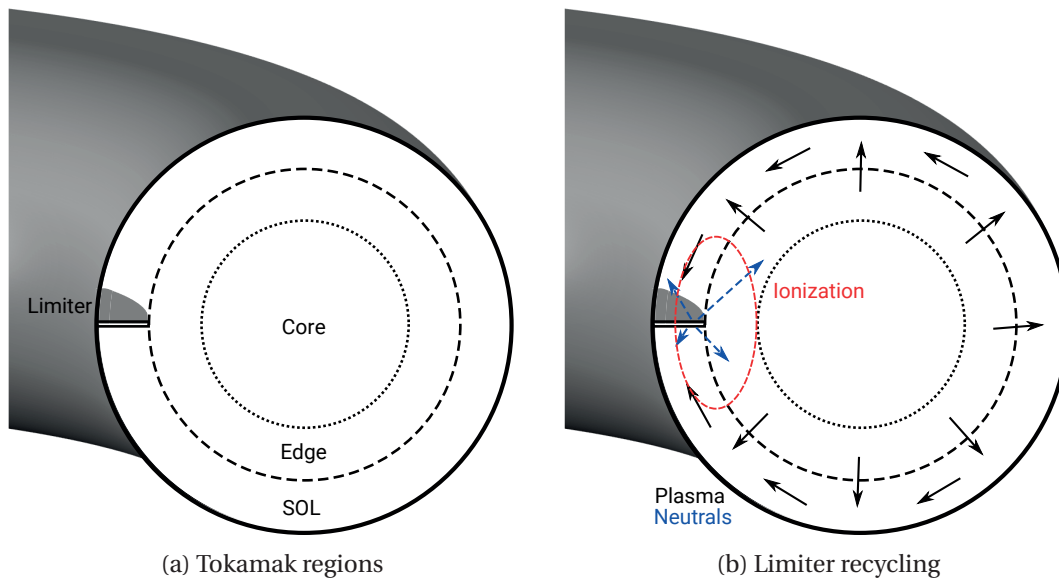 Limiter
Core
Edge
SOL
(a) Tokamak regions
Ionization
Plasma
Neutrals
(b) Limiter recycling